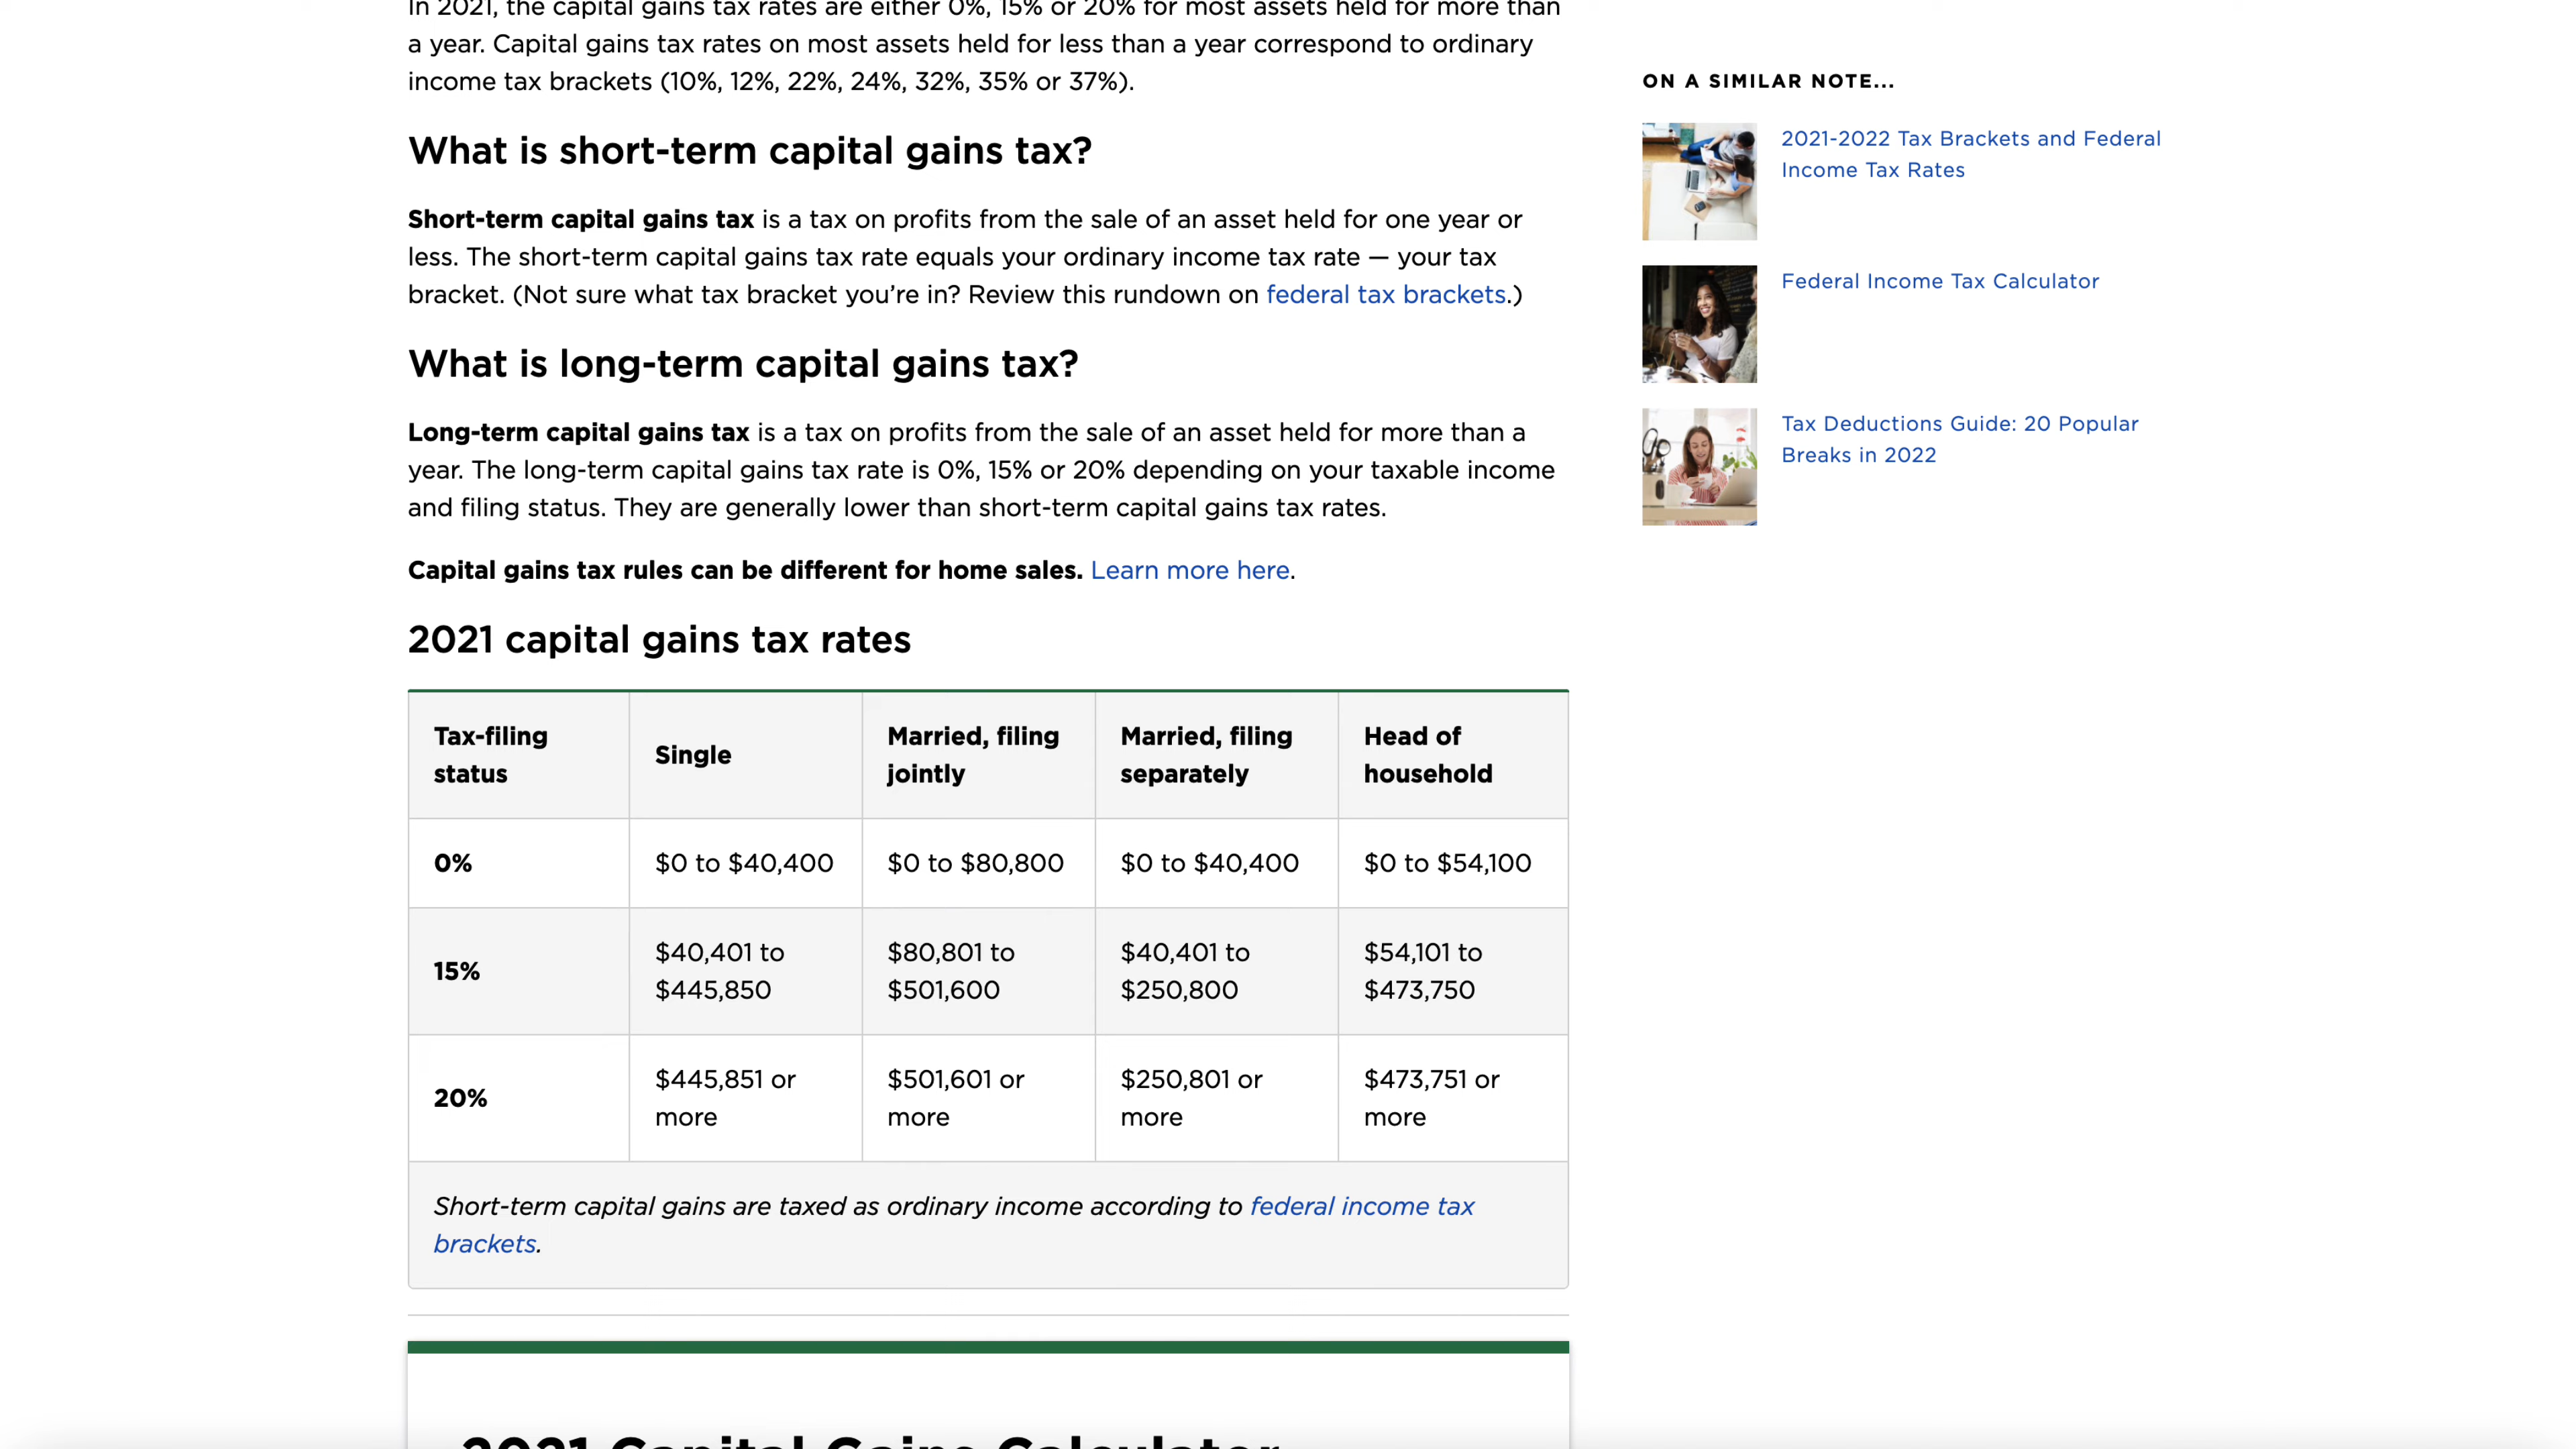 In 2021, the capital gains tax rates are either 0%, 15% or 20% for most assets held for more than
a year. Capital gains tax rates on most assets held for less than a year correspond to ordinary
income tax brackets (10%, 12%, 22%, 24%, 32%, 35% or 37%).
What is short-term capital gains tax?
Short-term capital gains tax is a tax on profits from the sale of an asset held for one year or
less. The short-term capital gains tax rate equals your ordinary income tax rate — your tax
bracket. (Not sure what tax bracket you’re in? Review this rundown on federal tax brackets.)
What is long-term capital gains tax?
Long-term capital gains tax is a tax on profits from the sale of an asset held for more than a
year. The long-term capital gains tax rate is 0%, 15% or 20% depending on your taxable income
and filing status. They are generally lower than short-term capital gains tax rates.
Capital gains tax rules can be different for home sales. Learn more here.
2021 capital gains tax rates
Tax-filing
status
Single
Married, filing
jointly
Married, filing
separately
Head of
household
0%
$0 to $40,400
$0 to $80,800
$0 to $40,400
$0 to $54,100
15%
$40,401 to
$445,850
$80,801 to
$501,600
$40,401 to
$250,800
$54,101 to
$473,750
20%
$445,851 or
more
$501,601 or
more
$250,801 or
more
$473,751 or
more
Short-term capital gains are taxed as ordinary income according to federal income tax
brackets.
2021 Capital Gains Calculator
ON A SIMILAR NOTE...
2021-2022 Tax Brackets and Federal
Income Tax Rates
Federal Income Tax Calculator
Tax Deductions Guide: 20 Popular
Breaks in 2022